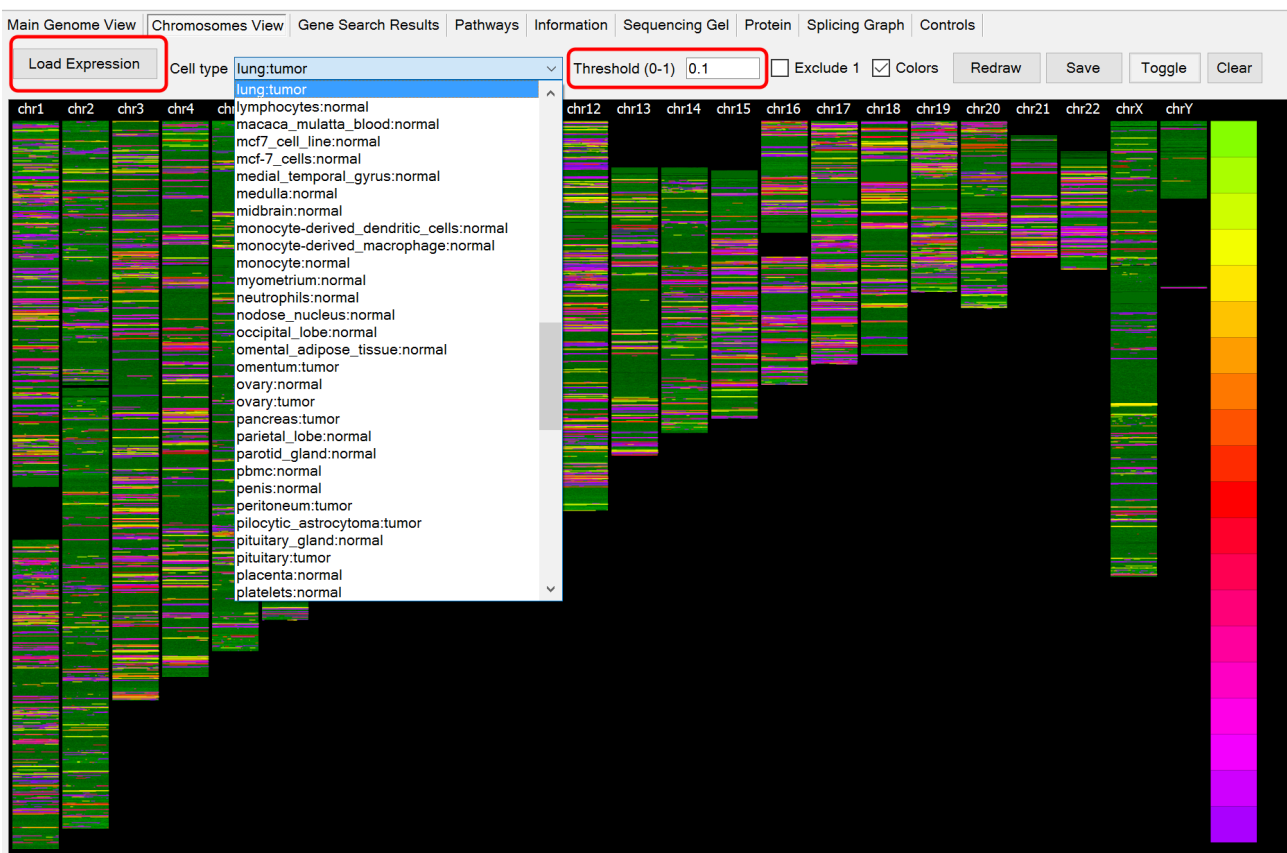 Main Genome View Chromosomes View Gene Search Results Pathways Information Sequencing Gel Protein Splicing Graph Controls
Load Expression Cell type lung:tumor Threshold (0-1) 0.1 Exclude 1 Colors Redraw Save Toggle Clear
chr1 chr2 chr3 chr4 chr12 chr13 chr14 chr15 chr16 chr17 chr18 chr19 chr20 chr21 chr22 chrX chrY
lung:tumor
lymphocytes:normal
macaca_mulatta_blood:normal
mcf7_cell_line:normal
mcf-7_cells:normal
medial_temporal_gyrus:normal
medulla:normal
midbrain:normal
monocyte-derived_dendritic_cells:normal
monocyte-derived_macrophage:normal
monocyte:normal
myometrium:normal
neutrophils:normal
nodose_nucleus:normal
occipital_lobe:normal
omental_adipose_tissue:normal
omentum:tumor
ovary:normal
ovary:tumor
pancreas:tumor
parietal_lobe:normal
parotid_gland:normal
pbmc:normal
penis:normal
peritoneum:tumor
pilocytic_astrocytoma:tumor
pituitary_gland:normal
pituitary:tumor
placenta:normal
platelets:normal